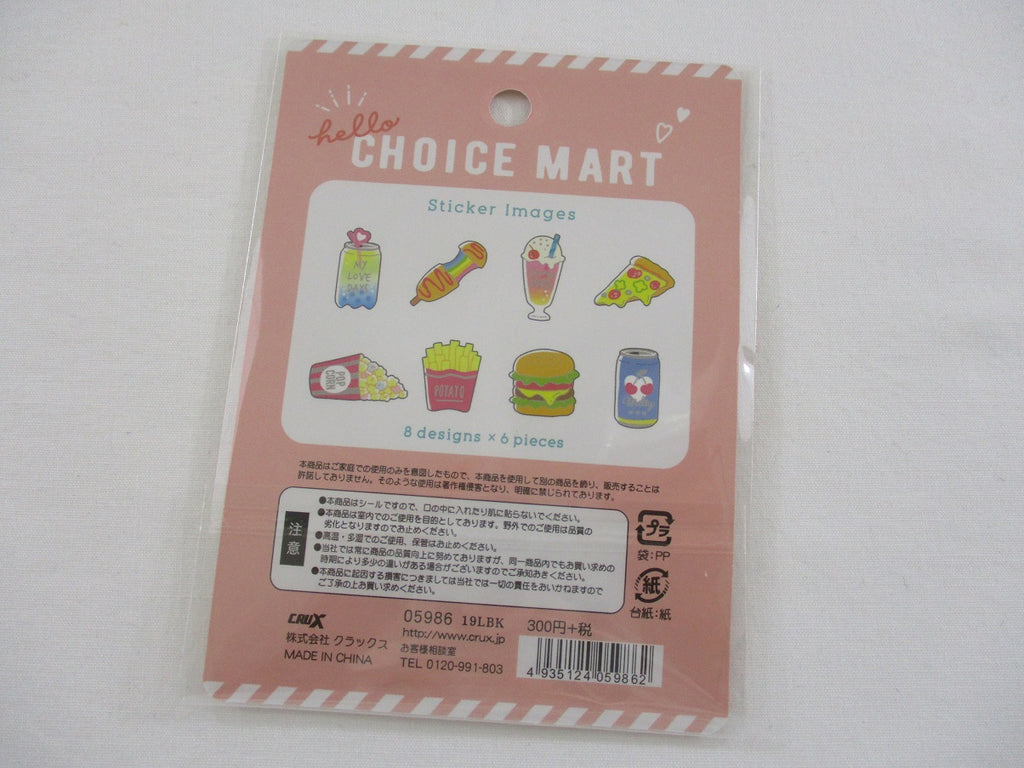 hello
CHOICE MART
Sticker Images
MY
LOVE
DAYS
POP
CORN
POTATO
8 designs × 6 pieces
本商品はご家庭での使用のみを意図したもので、本商品を使用して別の商品を飾り、販売することは
許諾しておりません。そのような使用は著作権侵害となり、明確に禁じられております。
注意
●本商品はシールですので、口の中に入れたり肌に貼らないでください。
●本商品は室内でのご使用を目的としております。野外でのご使用は品質の
劣化となりますのでお止めください。
●高温・多湿でのご使用、保管はお止めください。
●当社では常に商品の品質向上に努めておりますが、同一商品内でもお買い求めの
時期により多少の違いがある場合がございますのでご承知おきください。
●本商品に起因する損害につきましては当社では一切の責任をおいかねますので
ご了承の上お買い求めください。
プラ
袋:PP
紙
台紙:紙
CRUX
株式会社 クラックス
MADE IN CHINA
05986 19LBK
http://www.crux.jp
お客様相談室
TEL 0120-991-803
300円+税
4 935124 059862